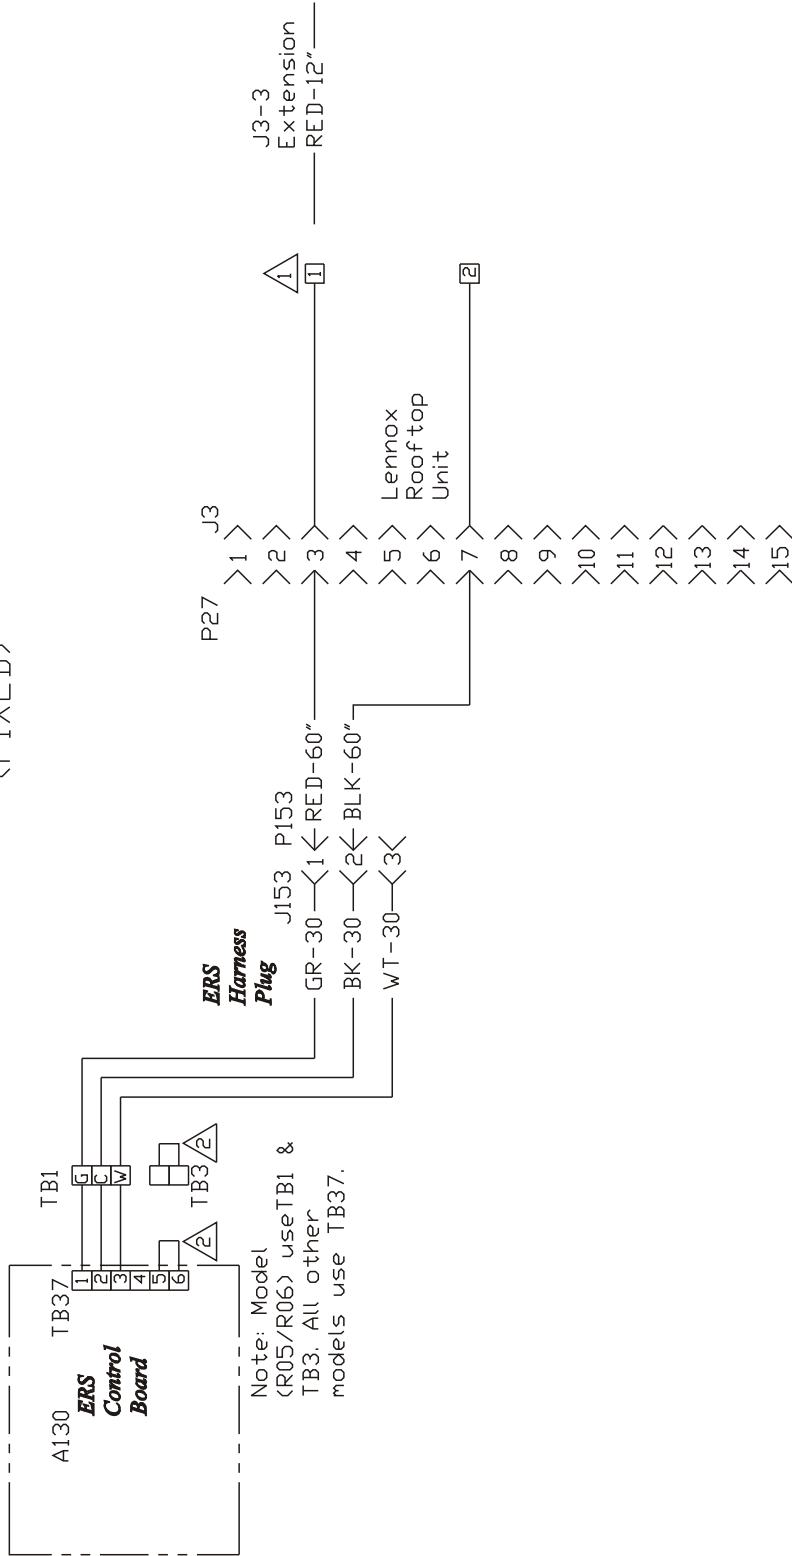 <FIXED>
A130
ERS
Control
Board
TB37
1
2
3
4
5
6
TB1
G
C
W
TB3
2
2
Note: Model
(R05/R06) use TB1 &
TB3. All other
models use TB37.
ERS
Harness
Plug
J153 P153
GR-30 1 RED-60"
BK-30 2 BLK-60"
WT-30 3
P27 J3
1
2
3
4
5
6
7
8
9
10
11
12
13
14
15
Lennox
Rooftop
Unit
1
1
2
J3-3
Extension
RED-12"